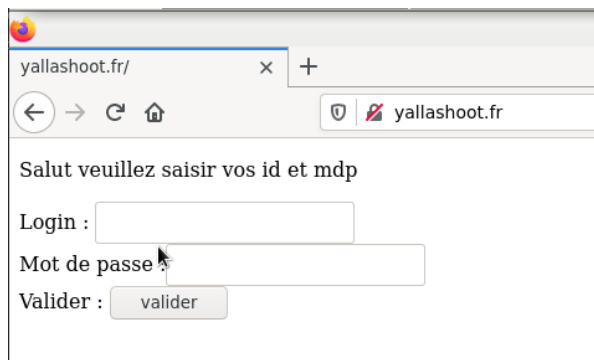 yallashoot.fr/
yallashoot.fr
Salut veuillez saisir vos id et mdp
Login :
Mot de passe :
Valider : valider